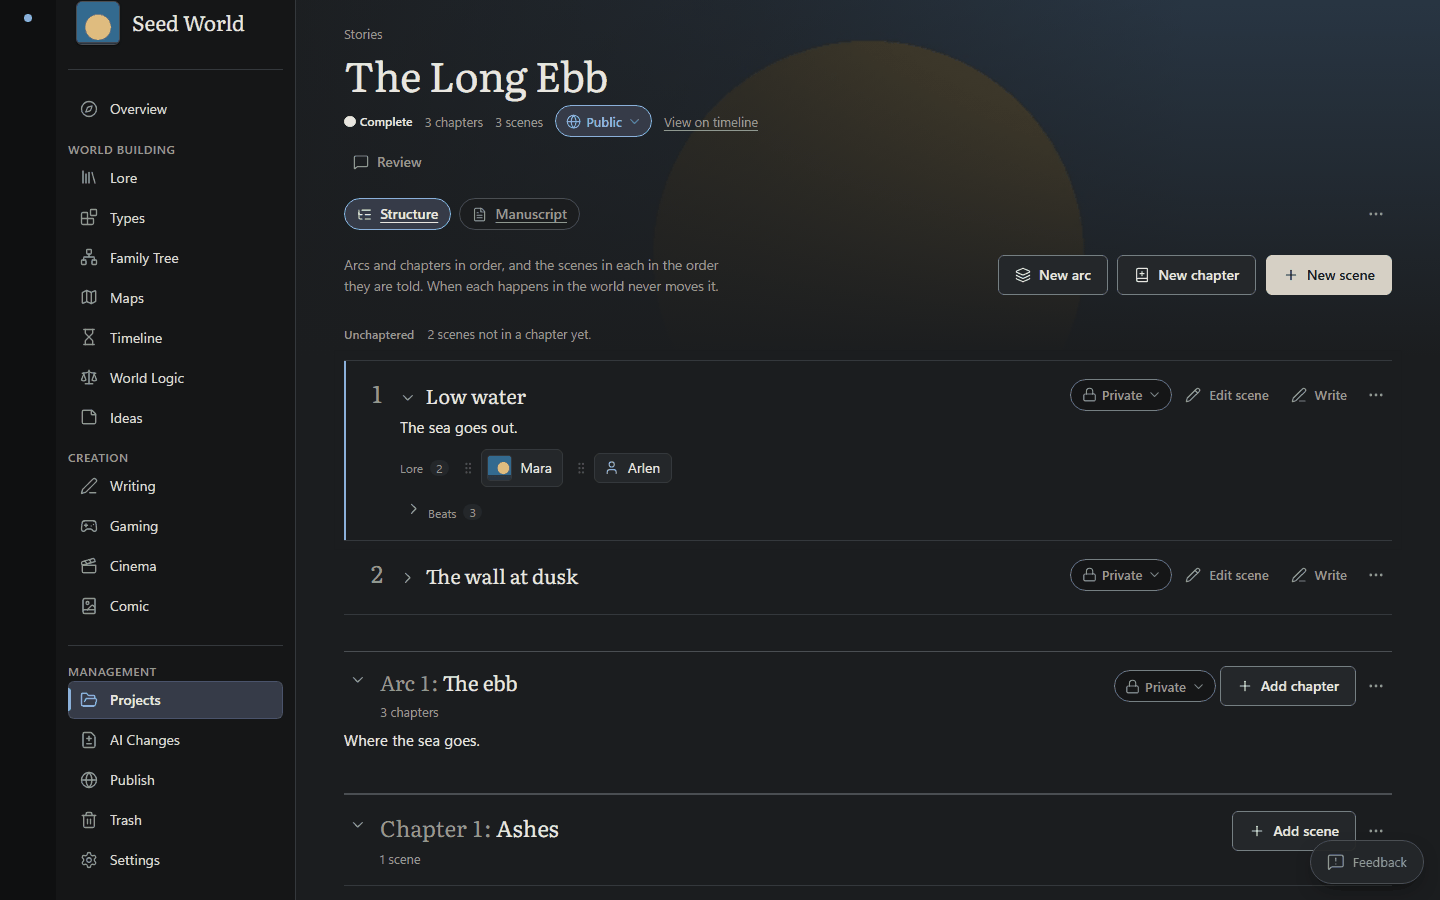 Seed World
Overview
WORLD BUILDING
Lore
Types
Family Tree
Maps
Timeline
World Logic
Ideas
CREATION
Writing
Gaming
Cinema
Comic
MANAGEMENT
Projects
AI Changes
Publish
Trash
Settings
Stories
The Long Ebb
Complete 3 chapters 3 scenes Public View on timeline
Review
Structure Manuscript
Arcs and chapters in order, and the scenes in each in the order
they are told. When each happens in the world never moves it.
New arc New chapter New scene
Unchaptered 2 scenes not in a chapter yet.
1 Low water Private Edit scene Write
The sea goes out.
Lore 2 Mara Arlen
Beats 3
2 The wall at dusk Private Edit scene Write
Arc 1: The ebb Private Add chapter
3 chapters
Where the sea goes.
Chapter 1: Ashes Add scene
1 scene
Feedback